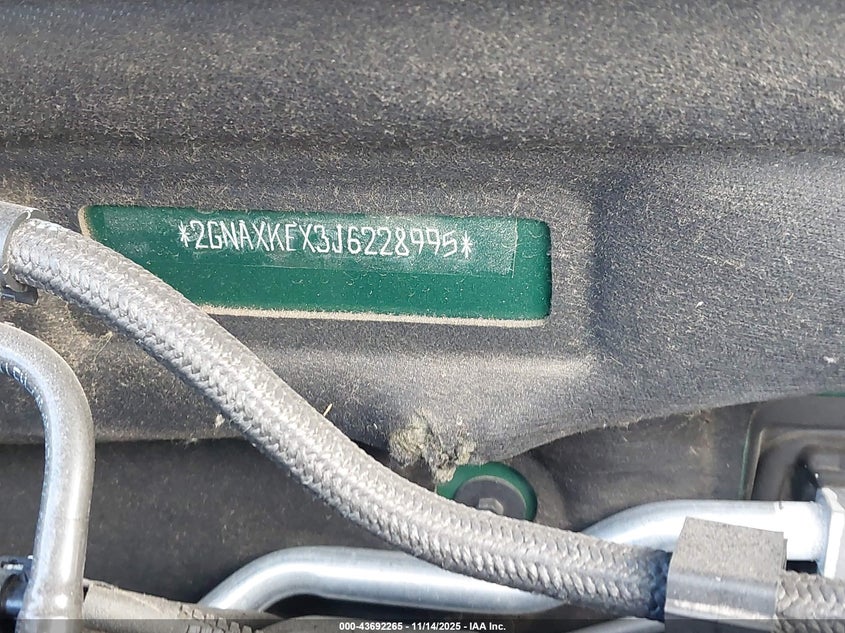 *2GNAXKEX3J6228995*
000-43692265 • 11/14/2025 • IAA Inc.